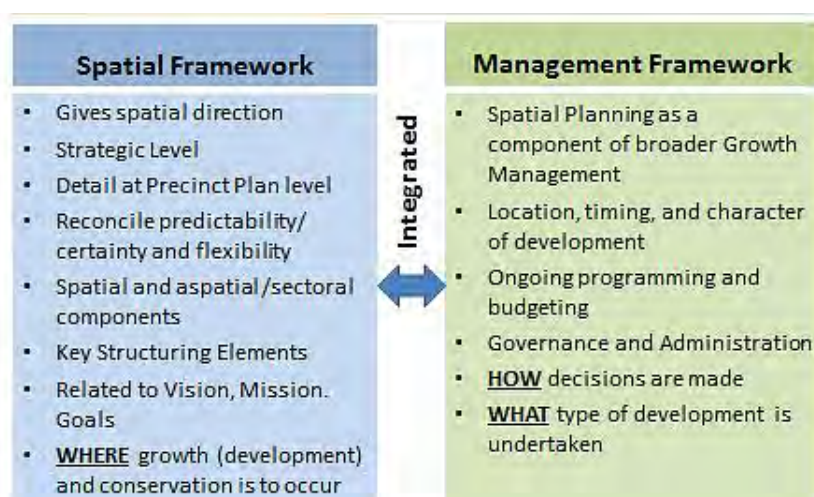 Spatial Framework
• Gives spatial direction
• Strategic Level
• Detail at Precinct Plan level
• Reconcile predictability/
certainty and flexibility
• Spatial and aspatial/sectoral
components
• Key Structuring Elements
• Related to Vision, Mission.
Goals
• WHERE growth (development)
and conservation is to occur
Integrated
Management Framework
• Spatial Planning as a
component of broader Growth
Management
• Location, timing, and character
of development
• Ongoing programming and
budgeting
• Governance and Administration
• HOW decisions are made
• WHAT type of development is
undertaken